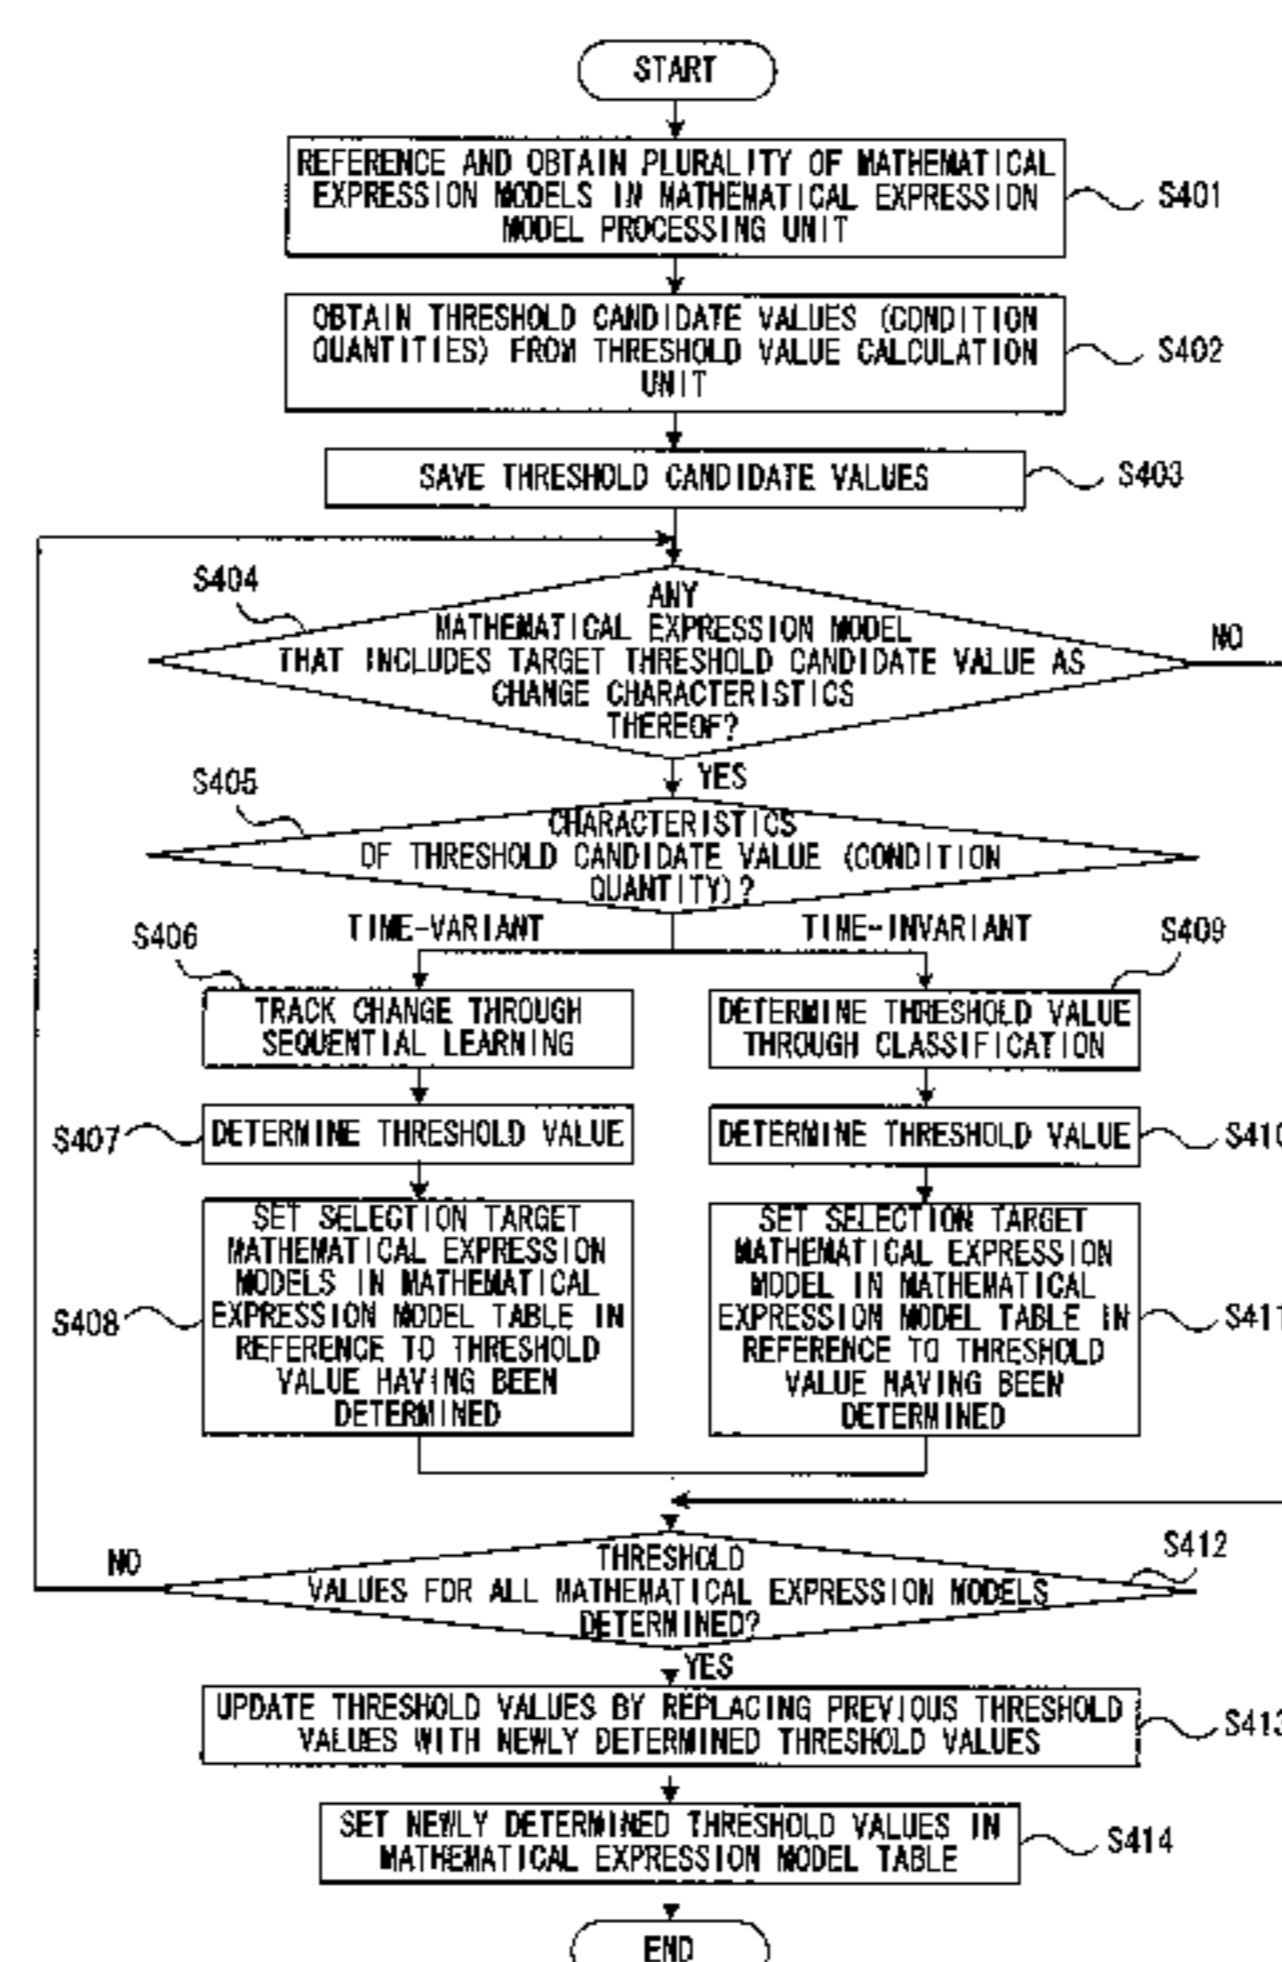 START
REFERENCE AND OBTAIN PLURALITY OF MATHEMATICAL
EXPRESSION MODELS IN MATHEMATICAL EXPRESSION
MODEL PROCESSING UNIT
S401
OBTAIN THRESHOLD CANDIDATE VALUES (CONDITION
QUANTITIES) FROM THRESHOLD VALUE CALCULATION
UNIT
S402
SAVE THRESHOLD CANDIDATE VALUES
S403
S404
ANY
MATHEMATICAL EXPRESSION MODEL
THAT INCLUDES TARGET THRESHOLD CANDIDATE VALUE AS
CHANGE CHARACTERISTICS
THEREOF?
NO
YES
S405
CHARACTERISTICS
OF THRESHOLD CANDIDATE VALUE (CONDITION
QUANTITY)?
TIME-VARIANT
TIME-INVARIANT
S406
S409
TRACK CHANGE THROUGH
SEQUENTIAL LEARNING
DETERMINE THRESHOLD VALUE
THROUGH CLASSIFICATION
S407
DETERMINE THRESHOLD VALUE
DETERMINE THRESHOLD VALUE
S410
SET SELECTION TARGET
MATHEMATICAL EXPRESSION
MODELS IN MATHEMATICAL
EXPRESSION MODEL TABLE IN
REFERENCE TO THRESHOLD
VALUE HAVING BEEN
DETERMINED
S408
SET SELECTION TARGET
MATHEMATICAL EXPRESSION
MODEL IN MATHEMATICAL
EXPRESSION MODEL TABLE IN
REFERENCE TO THRESHOLD
VALUE HAVING BEEN
DETERMINED
S411
S412
NO
THRESHOLD
VALUES FOR ALL MATHEMATICAL EXPRESSION MODELS
DETERMINED?
YES
UPDATE THRESHOLD VALUES BY REPLACING PREVIOUS THRESHOLD
VALUES WITH NEWLY DETERMINED THRESHOLD VALUES
S413
SET NEWLY DETERMINED THRESHOLD VALUES IN
MATHEMATICAL EXPRESSION MODEL TABLE
S414
END